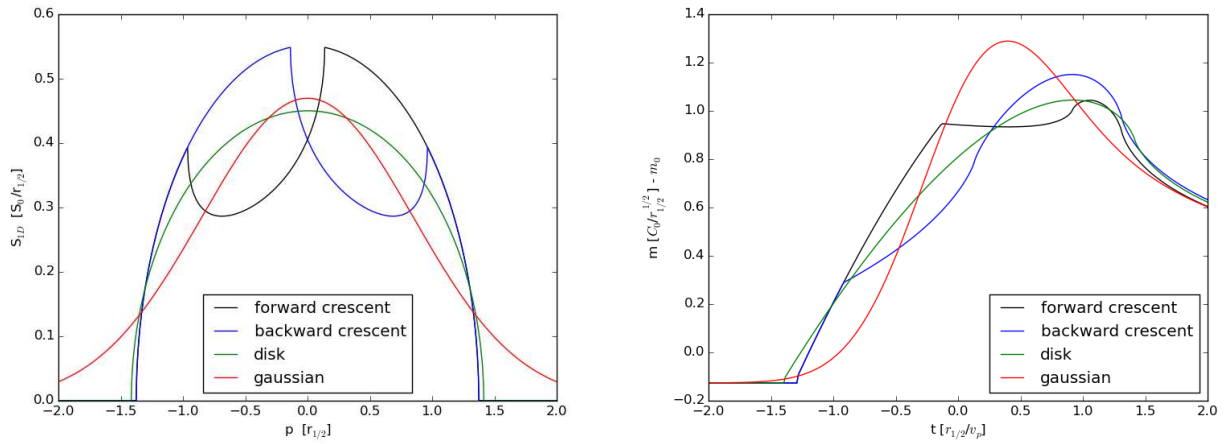 0.6
0.5
0.4
0.3
0.2
0.1
0.0
S1D [S0/r1/2]
-2.0 -1.5 -1.0 -0.5 0.0 0.5 1.0 1.5 2.0
p [r1/2]
forward crescent
backward crescent
disk
gaussian
1.4
1.2
1.0
0.8
0.6
0.4
0.2
0.0
-0.2
m [C0/r1/2^1/2] - m0
-2.0 -1.5 -1.0 -0.5 0.0 0.5 1.0 1.5 2.0
t [r1/2/vp]
forward crescent
backward crescent
disk
gaussian